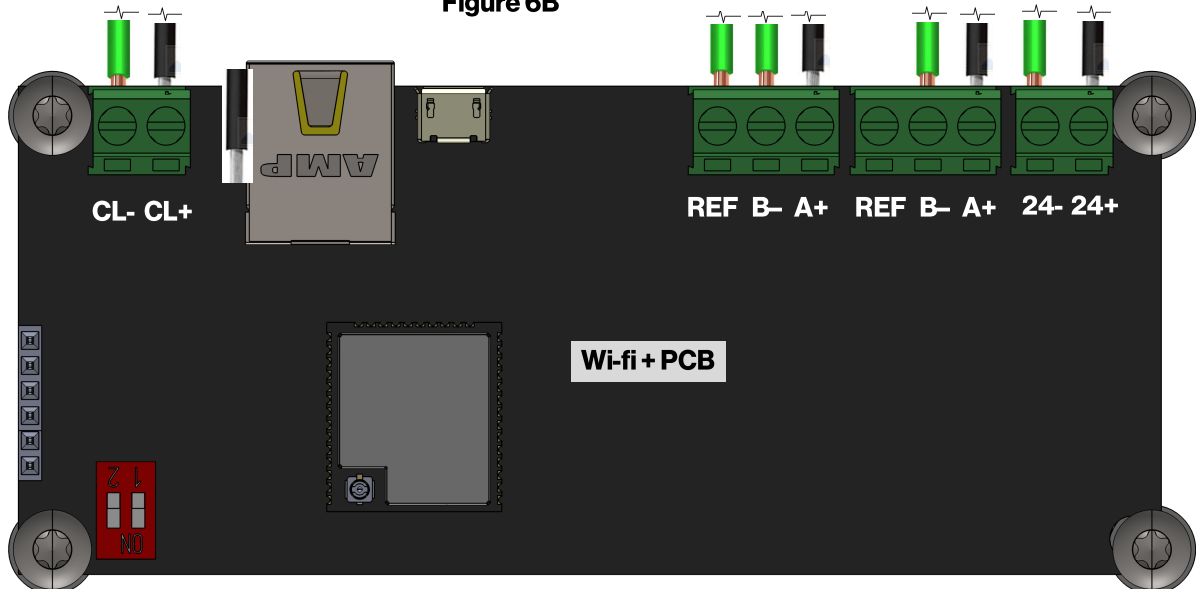 Figure 6B
AMP
CL- CL+
REF B– A+ REF B– A+ 24- 24+
Wi-fi + PCB
2 1
ON